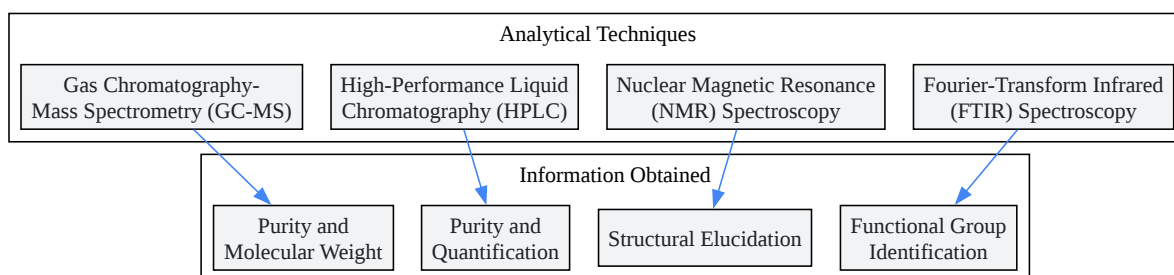 Analytical Techniques
Gas Chromatography-
Mass Spectrometry (GC-MS)
High-Performance Liquid
Chromatography (HPLC)
Nuclear Magnetic Resonance
(NMR) Spectroscopy
Fourier-Transform Infrared
(FTIR) Spectroscopy
Information Obtained
Purity and
Molecular Weight
Purity and
Quantification
Structural Elucidation
Functional Group
Identification